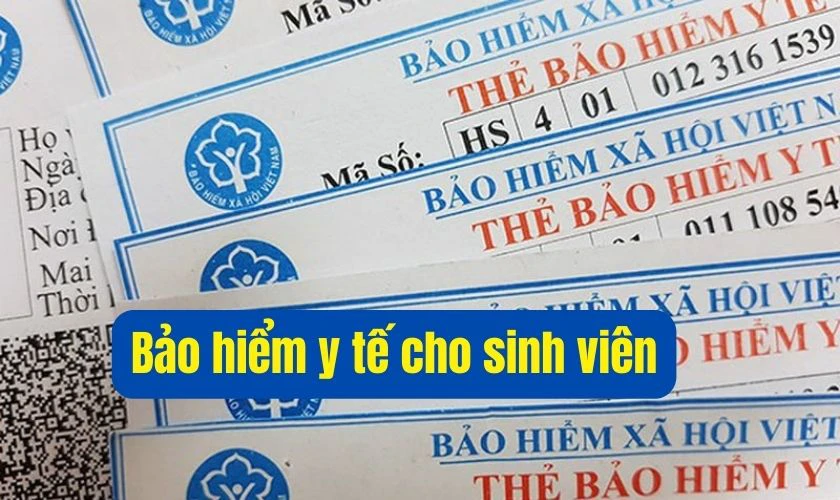 Mã Số:
BẢO HIỂM XÃ HỘI VIỆT N
THẺ BẢO HIỂM Y TẾ
Mã Số: HS 4 01 012 316 1539
BẢO HIỂM XÃ HỘI VIỆT NAM
BẢO HIỂM XÃ HỘI VIỆT NAM
THẺ BẢO HIỂM Y T
01 011 108 54
Họ
Ngà
Địa
Nơi
Mai
Thời
HIỂM XÃ HỘI VIỆT
HIỂM Y
Bảo hiểm y tế cho sinh viên
BẢO HIỂM XÃ HỘI VIỆT
THẺ BẢO HIỂM Y